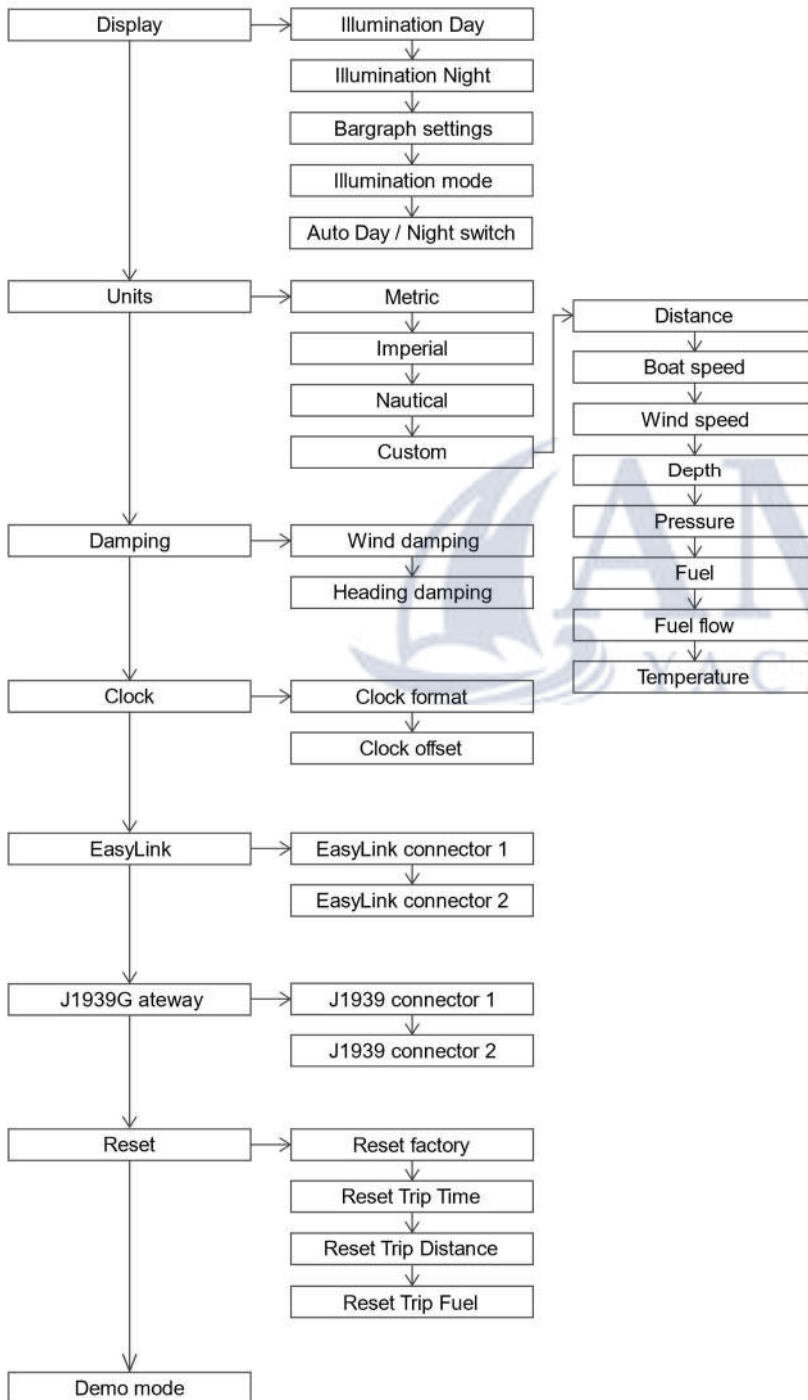 Display
Illumination Day
Illumination Night
Bargraph settings
Illumination mode
Auto Day / Night switch
Units
Metric
Imperial
Nautical
Custom
Distance
Boat speed
Wind speed
Depth
Pressure
Fuel
Fuel flow
Temperature
Damping
Wind damping
Heading damping
Clock
Clock format
Clock offset
EasyLink
EasyLink connector 1
EasyLink connector 2
J1939G ateway
J1939 connector 1
J1939 connector 2
Reset
Reset factory
Reset Trip Time
Reset Trip Distance
Reset Trip Fuel
Demo mode